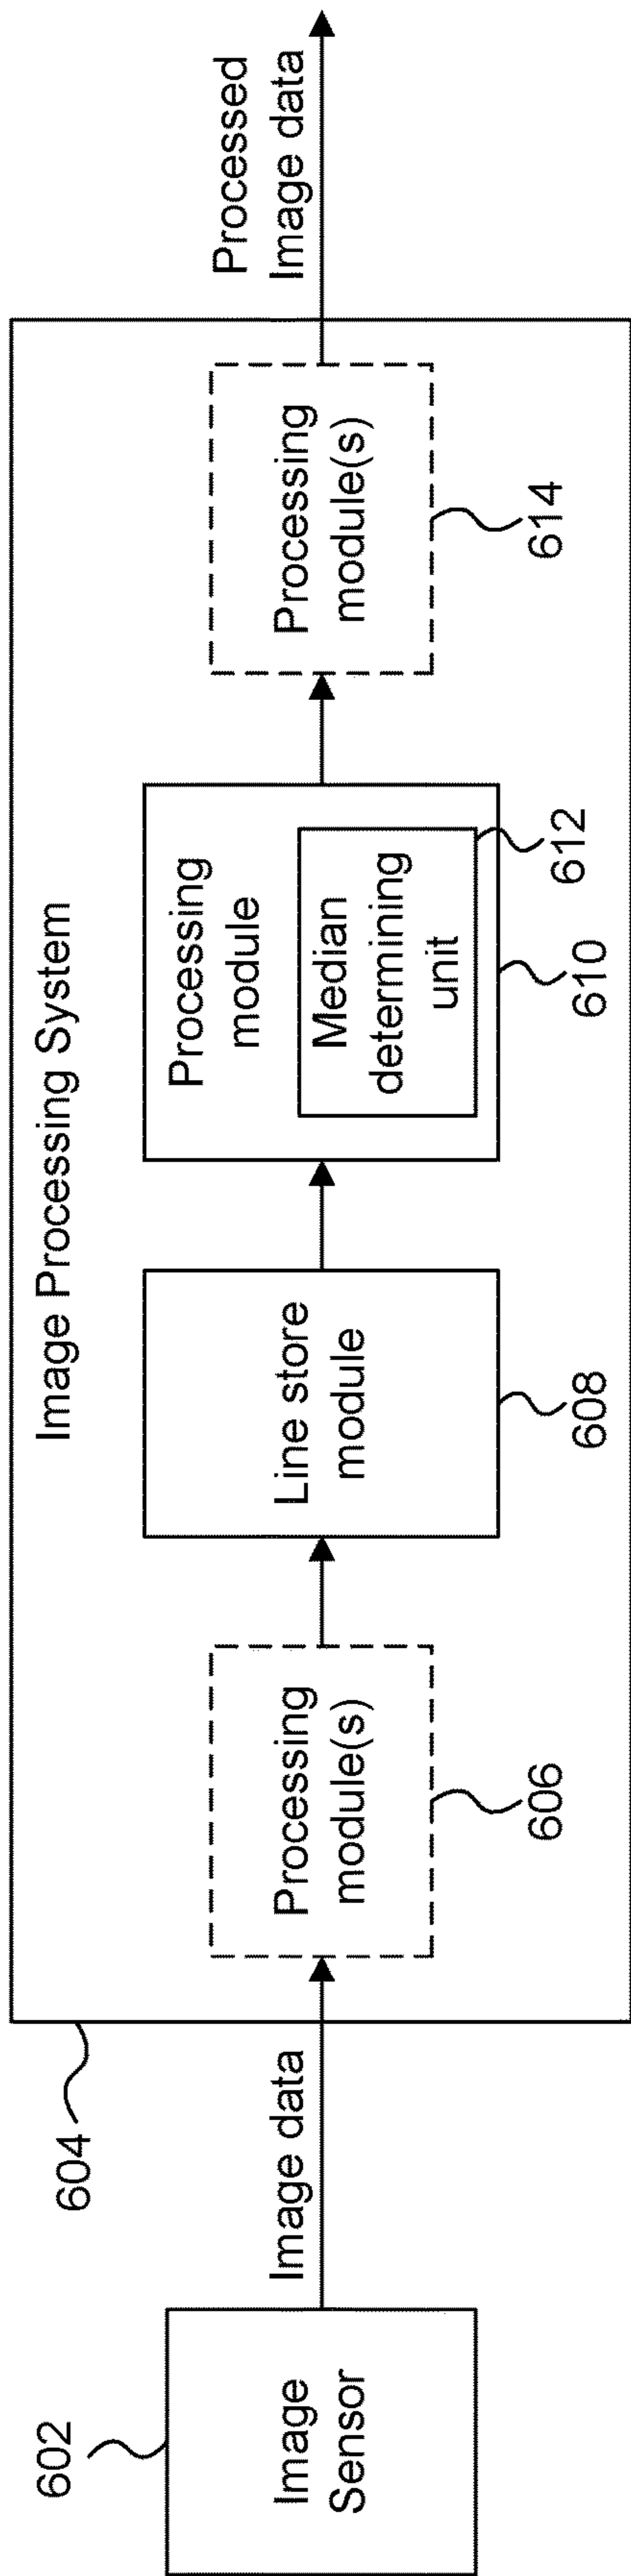 Image Processing System
602
Image
Sensor
Image data
604
Processing
module(s)
606
Line store
module
608
Processing
module
Median
determining
unit
612
610
Processing
module(s)
614
Processed
Image data